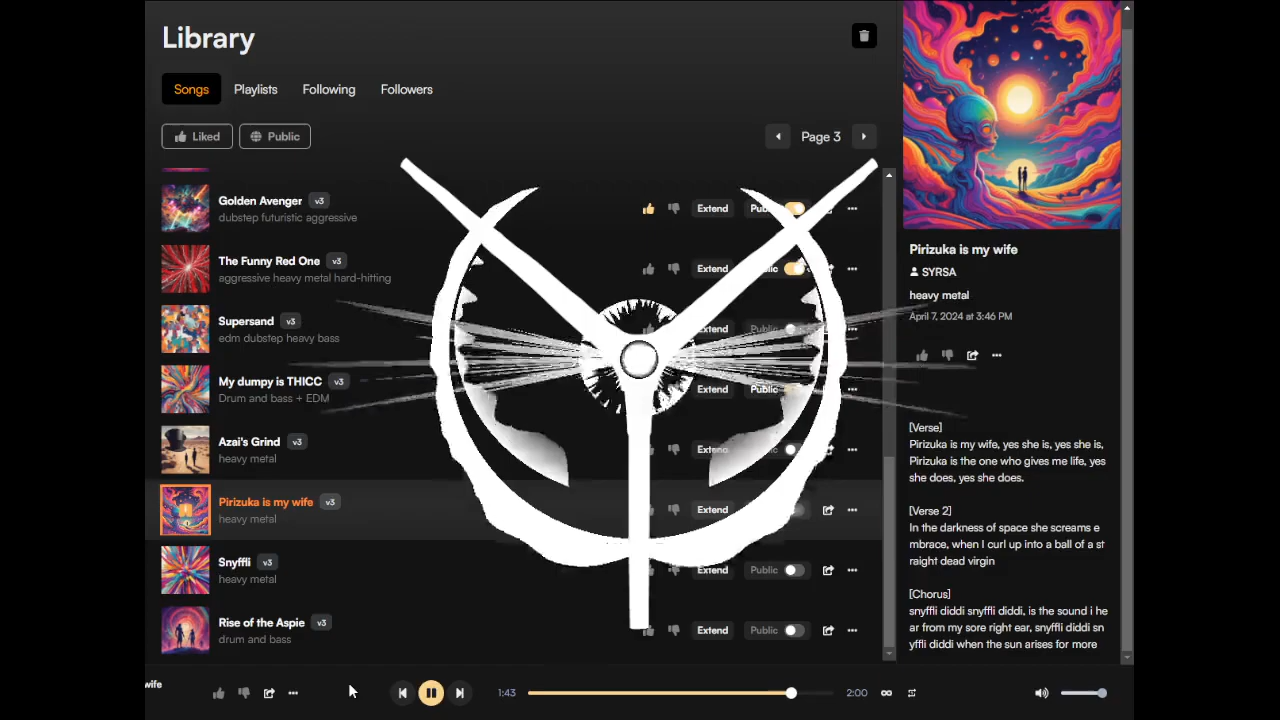 Library
Songs Playlists Following Followers
Liked Public
Page 3
Golden Avenger v3
dubstep futuristic aggressive
Extend
The Funny Red One v3
aggressive heavy metal hard-hitting
Extend Public
Supersand v3
edm dubstep heavy bass
Extend Public
My dumpy is THICC v3
Drum and bass + EDM
Extend Public
Azai's Grind v3
heavy metal
Pirizuka is my wife v3
heavy metal
Extend
Snyffli v3
heavy metal
Extend Public
Rise of the Aspie v3
drum and bass
Extend Public
Pirizuka is my wife
SYRSA
heavy metal
April 7, 2024 at 3:46 PM
[Verse]
Pirizuka is my wife, yes she is, yes she is,
Pirizuka is the one who gives me life, yes
she does, yes she does.
[Verse 2]
In the darkness of space she screams e
mbrace, when I curl up into a ball of a st
raight dead virgin
[Chorus]
snyffli diddi snyffli diddi, is the sound i he
ar from my sore right ear, snyffli diddi sn
yffli diddi when the sun arises for more
wife
1:43 2:00